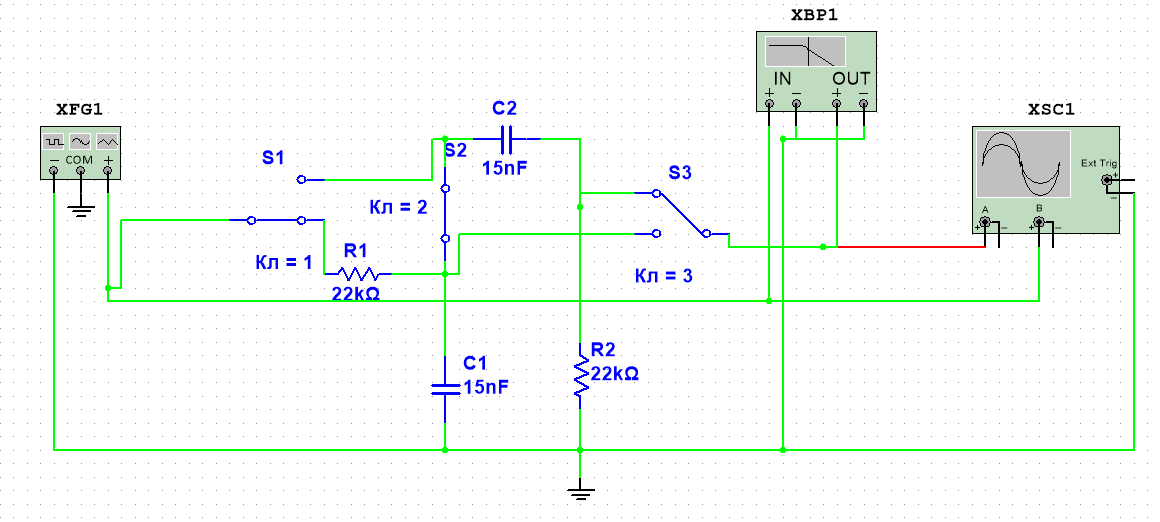 XBP1
IN OUT
+ − + −
XFG1
− COM +
XSC1
Ext Trig
+
−
A
B
+ − + −
C2
15nF
S1
S2
Кл = 2
S3
Кл = 1
R1
22kΩ
Кл = 3
C1
15nF
R2
22kΩ